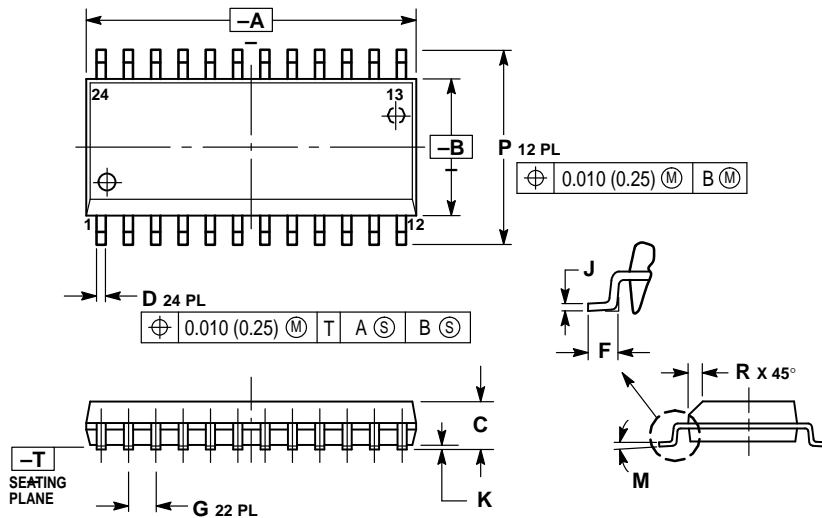 –A
–
24
13
–B
–
P 12 PL
⌖ 0.010 (0.25) Ⓜ B Ⓜ
1
12
J
D 24 PL
⌖ 0.010 (0.25) Ⓜ T A Ⓢ B Ⓢ
F
R X 45°
C
–T
–
SEATING
PLANE
M
K
G 22 PL